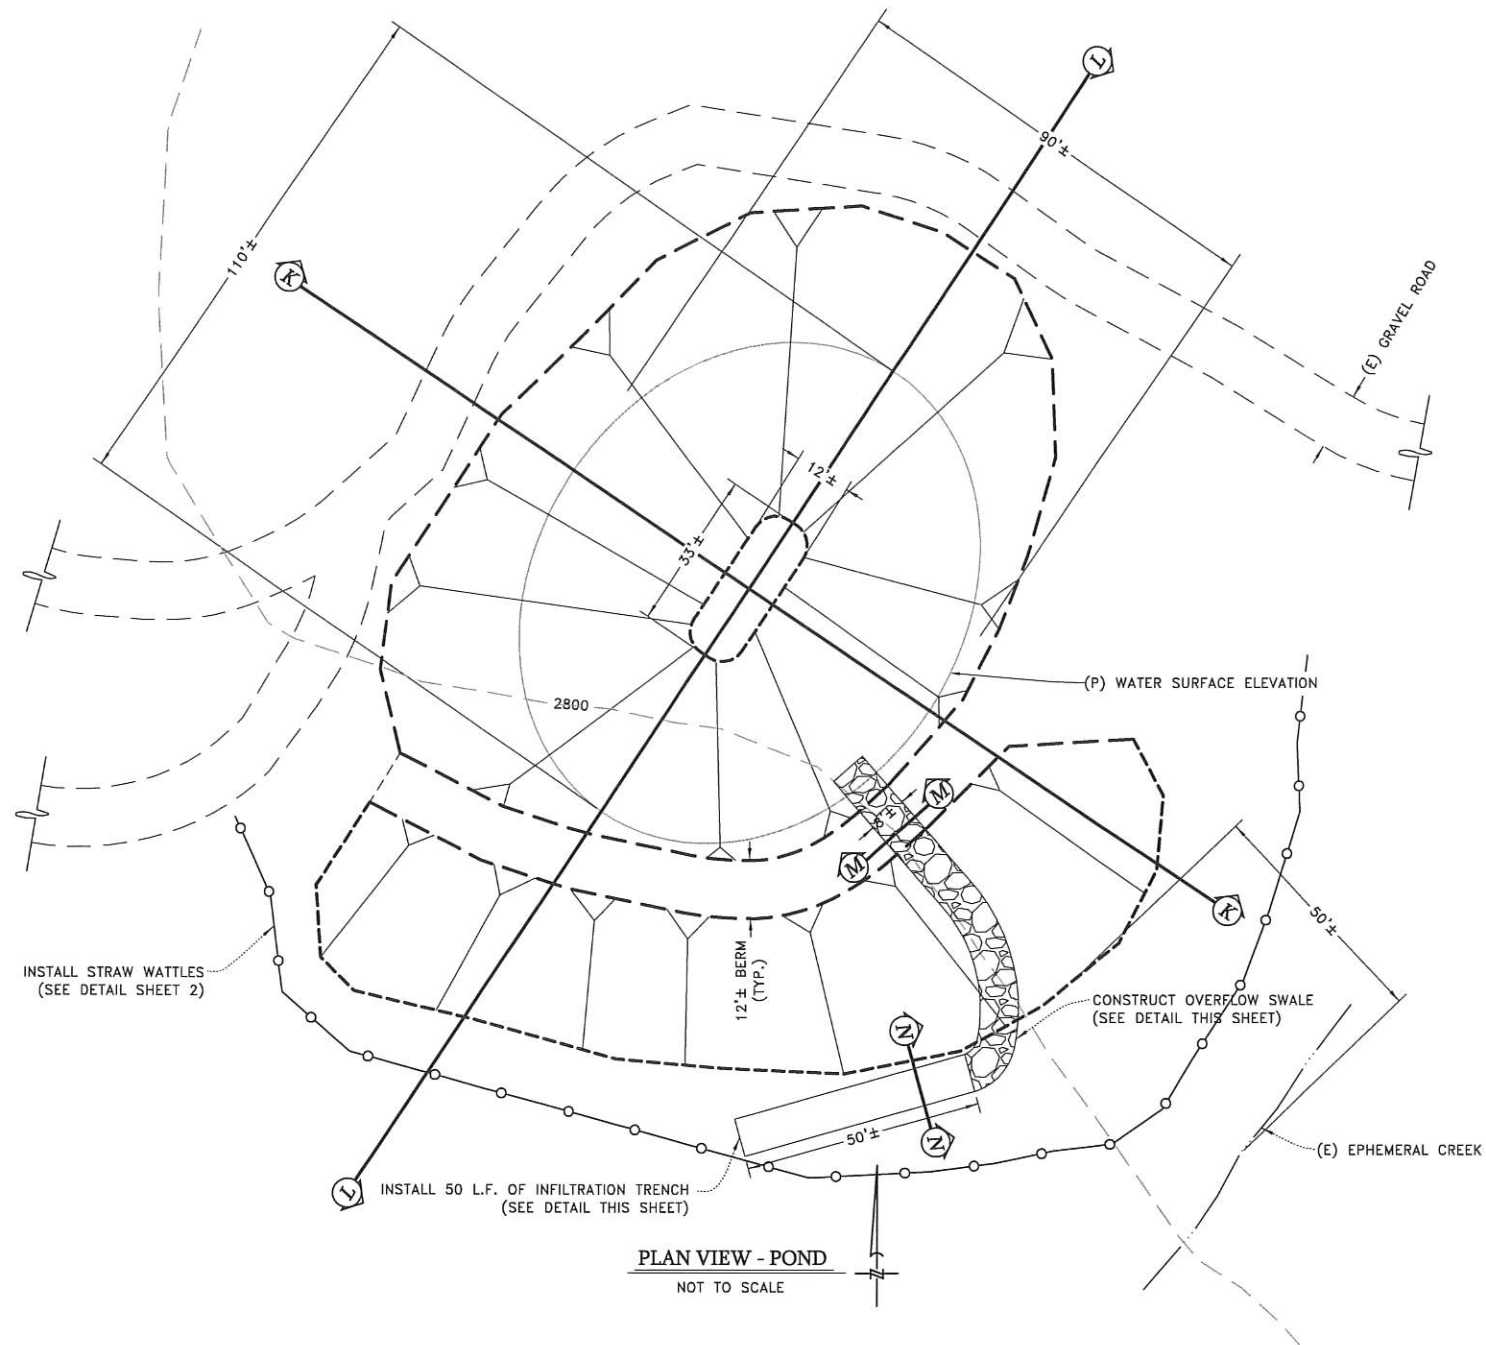 L
90'±
110'±
K
(E) GRAVEL ROAD
12'±
33'±
(P) WATER SURFACE ELEVATION
2800
M
8'±
M
K
50'±
INSTALL STRAW WATTLES
(SEE DETAIL SHEET 2)
12'± BERM
(TYP.)
CONSTRUCT OVERFLOW SWALE
(SEE DETAIL THIS SHEET)
N
50'±
N
(E) EPHEMERAL CREEK
L
INSTALL 50 L.F. OF INFILTRATION TRENCH
(SEE DETAIL THIS SHEET)
PLAN VIEW - POND
N
NOT TO SCALE